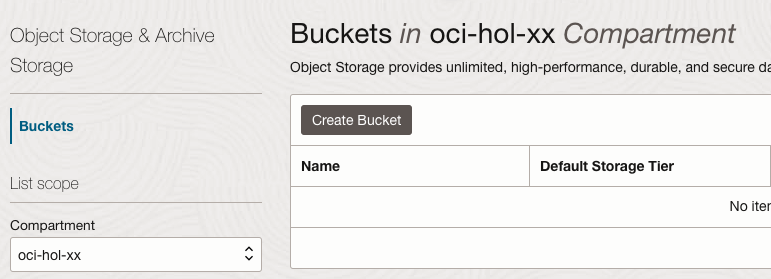 Object Storage & Archive
Storage
Buckets
List scope
Compartment
oci-hol-xx
Buckets in oci-hol-xx Compartment
Object Storage provides unlimited, high-performance, durable, and secure da
Create Bucket
Name Default Storage Tier
No iter